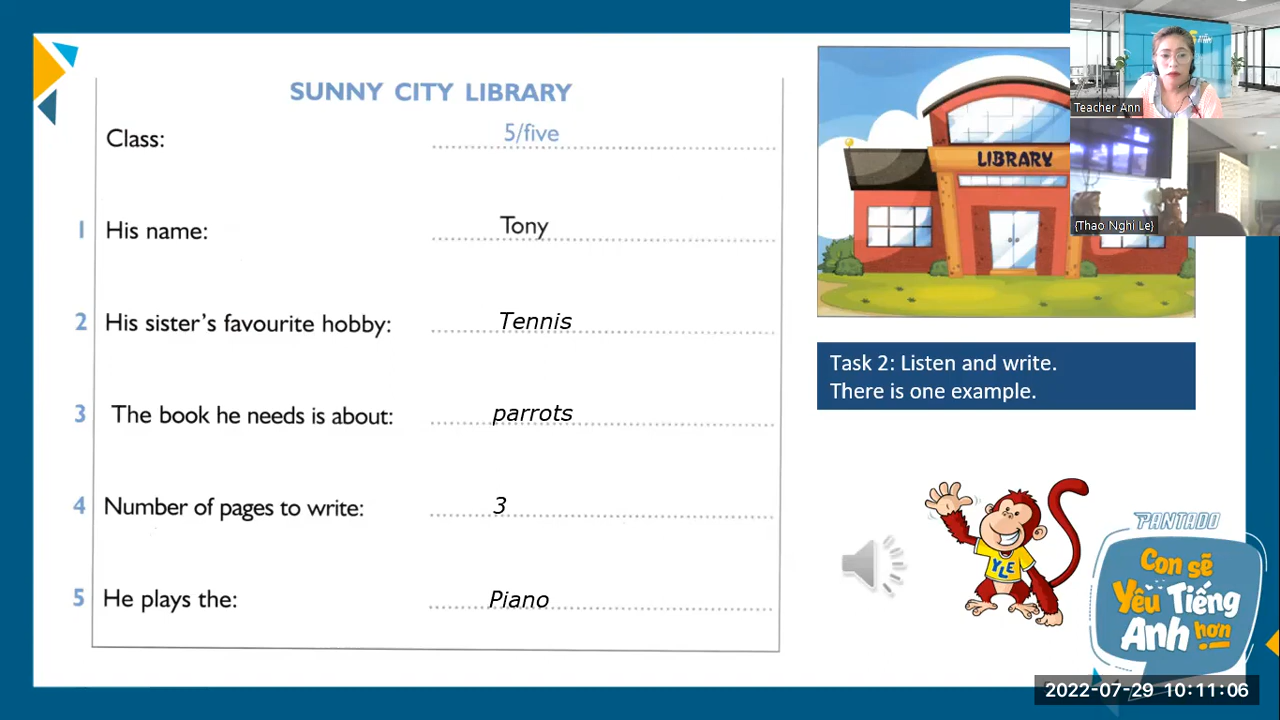 SUNNY CITY LIBRARY
Class: 5/five
1 His name: Tony
2 His sister's favourite hobby: Tennis
3 The book he needs is about: parrots
4 Number of pages to write: 3
5 He plays the: Piano
LIBRARY
Teacher Ann
{Thao Nghi Le}
Task 2: Listen and write.
There is one example.
YLE
PANTADO
Con sẽ
Yêu Tiếng
Anh hơn
2022-07-29 10:11:06